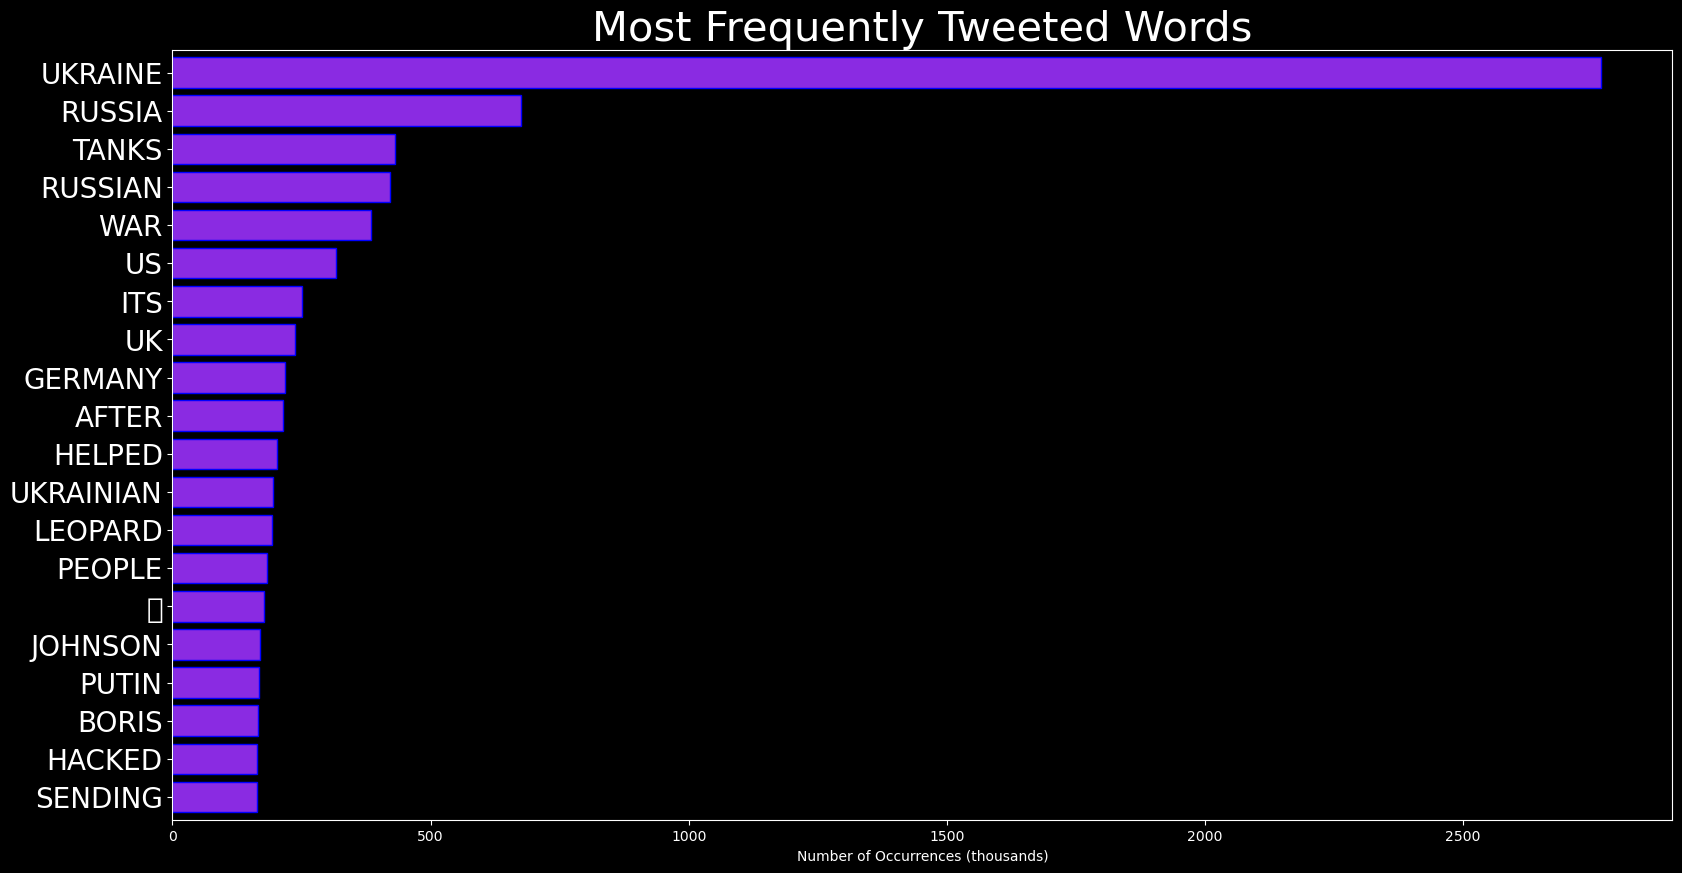 Most Frequently Tweeted Words
UKRAINE
RUSSIA
TANKS
RUSSIAN
WAR
US
ITS
UK
GERMANY
AFTER
HELPED
UKRAINIAN
LEOPARD
PEOPLE
JOHNSON
PUTIN
BORIS
HACKED
SENDING
0 500 1000 1500 2000 2500
Number of Occurrences (thousands)